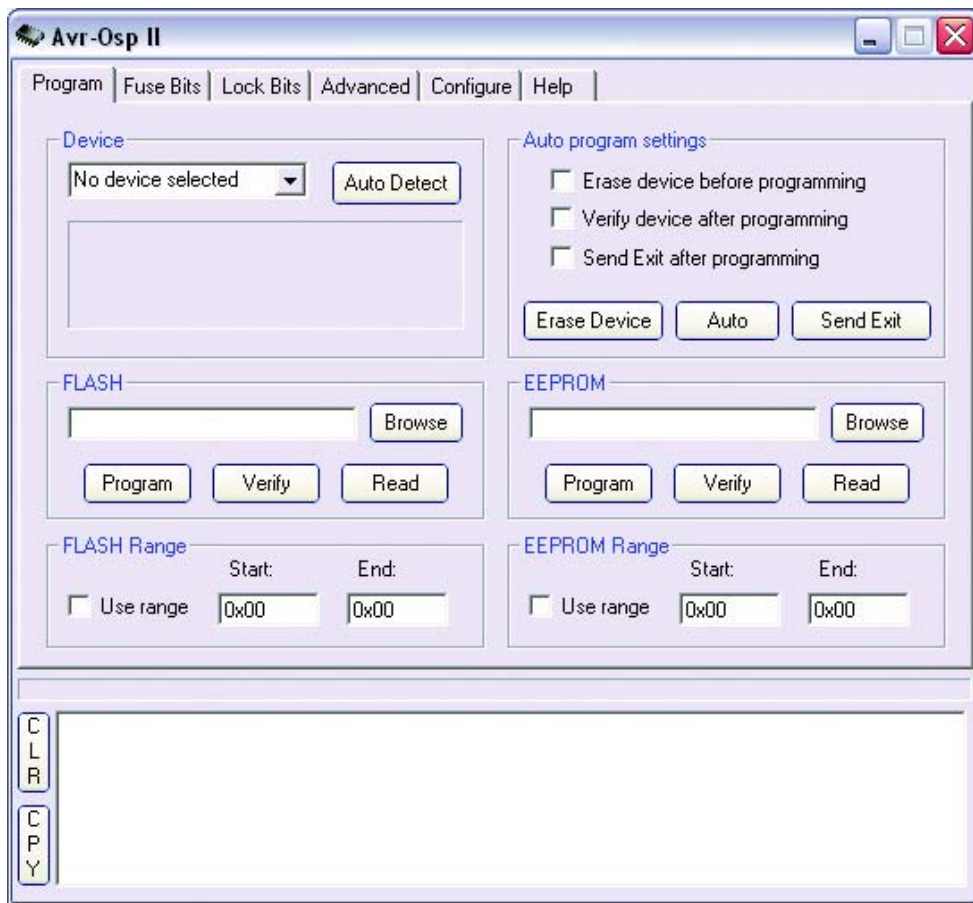 Avr-Osp II
Program Fuse Bits Lock Bits Advanced Configure Help
Device
No device selected Auto Detect
Auto program settings
Erase device before programming
Verify device after programming
Send Exit after programming
Erase Device Auto Send Exit
FLASH
Browse
Program Verify Read
EEPROM
Browse
Program Verify Read
FLASH Range
Start: End:
Use range 0x00 0x00
EEPROM Range
Start: End:
Use range 0x00 0x00
C
L
R
C
P
Y